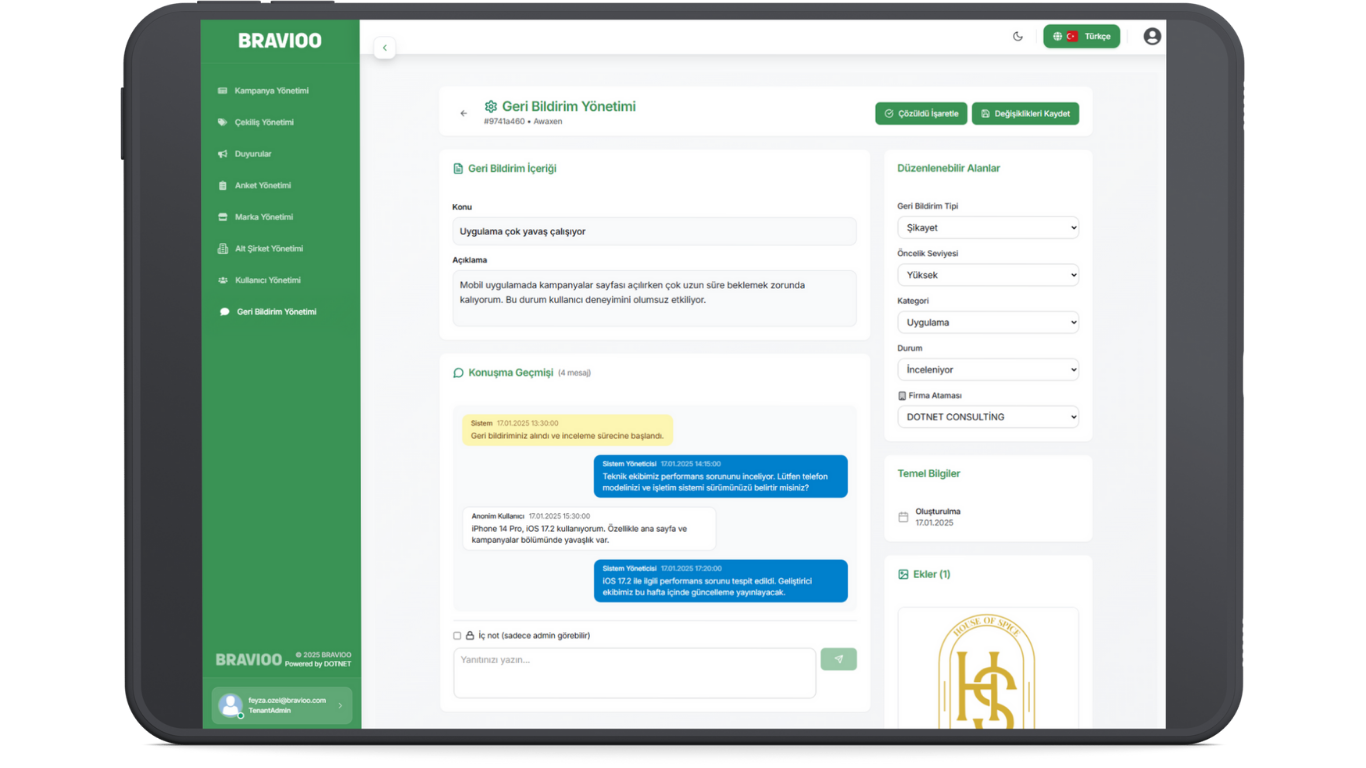 BRAVIOO
Kampanya Yönetimi
Çekiliş Yönetimi
Duyurular
Anket Yönetimi
Marka Yönetimi
Alt Şirket Yönetimi
Kullanıcı Yönetimi
Geri Bildirim Yönetimi
BRAVIOO
© 2025 BRAVIOO
Powered by DOTNET
feyza.ozel@bravioo.com
TenantAdmin
Türkçe
Geri Bildirim Yönetimi
#9741a460 • Awaxen
Çözüldü İşaretle
Değişiklikleri Kaydet
Geri Bildirim İçeriği
Konu
Uygulama çok yavaş çalışıyor
Açıklama
Mobil uygulamada kampanyalar sayfası açılırken çok uzun süre beklemek zorunda
kalıyorum. Bu durum kullanıcı deneyimini olumsuz etkiliyor.
Konuşma Geçmişi (4 mesaj)
Sistem 17.01.2025 13:30:00
Geri bildiriminiz alındı ve inceleme sürecine başlandı.
Sistem Yöneticisi 17.01.2025 14:15:00
Teknik ekibimiz performans sorununu inceliyor. Lütfen telefon
modelinizi ve işletim sistemi sürümünüzü belirtir misiniz?
Anonim Kullanıcı 17.01.2025 15:30:00
iPhone 14 Pro, iOS 17.2 kullanıyorum. Özellikle ana sayfa ve
kampanyalar bölümünde yavaşlık var.
Sistem Yöneticisi 17.01.2025 17:20:00
iOS 17.2 ile ilgili performans sorunu tespit edildi. Geliştirici
ekibimiz bu hafta içinde güncelleme yayınlayacak.
İç not (sadece admin görebilir)
Yanıtınızı yazın...
Düzenlenebilir Alanlar
Geri Bildirim Tipi
Şikayet
Öncelik Seviyesi
Yüksek
Kategori
Uygulama
Durum
İnceleniyor
Firma Ataması
DOTNET CONSULTİNG
Temel Bilgiler
Oluşturulma
17.01.2025
Ekler (1)
HOUSE OF SPICE
HS